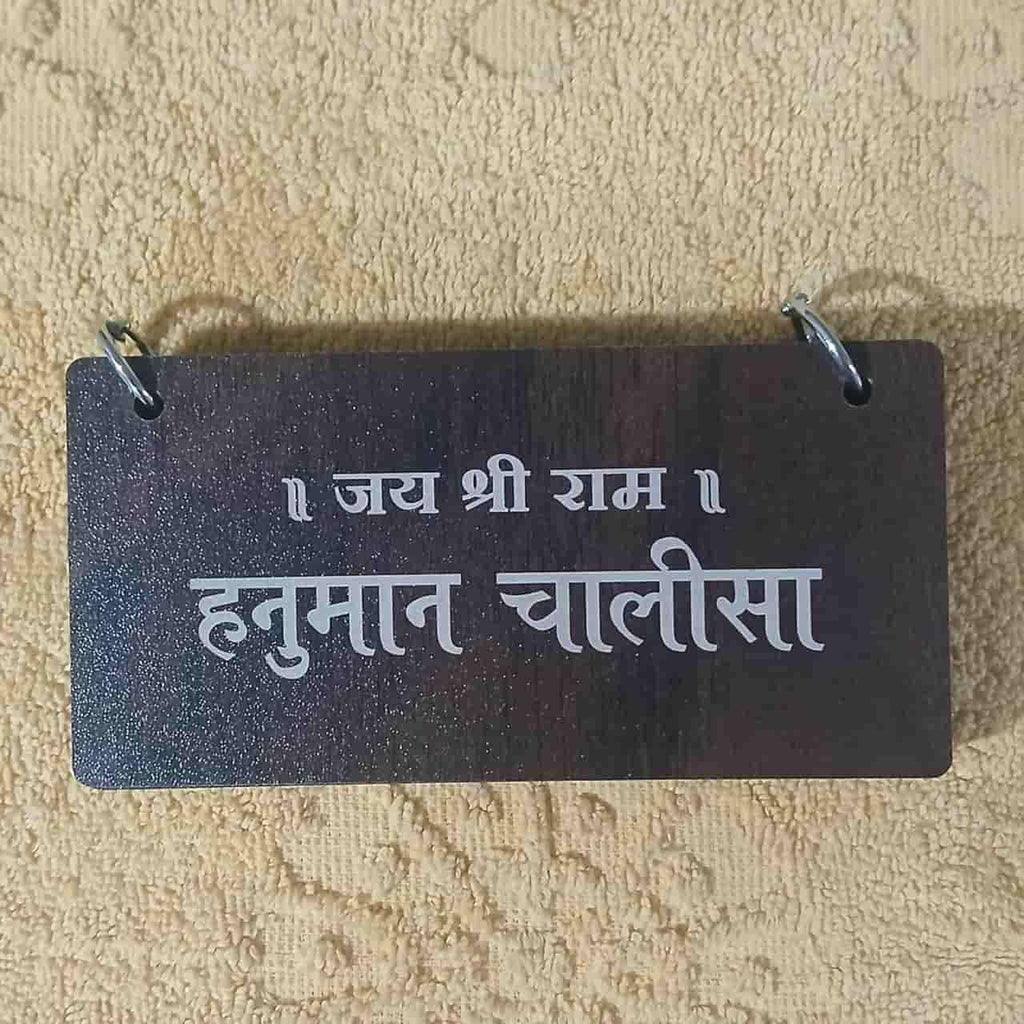 ॥ जय श्री राम ॥
हनुमान चालीसा